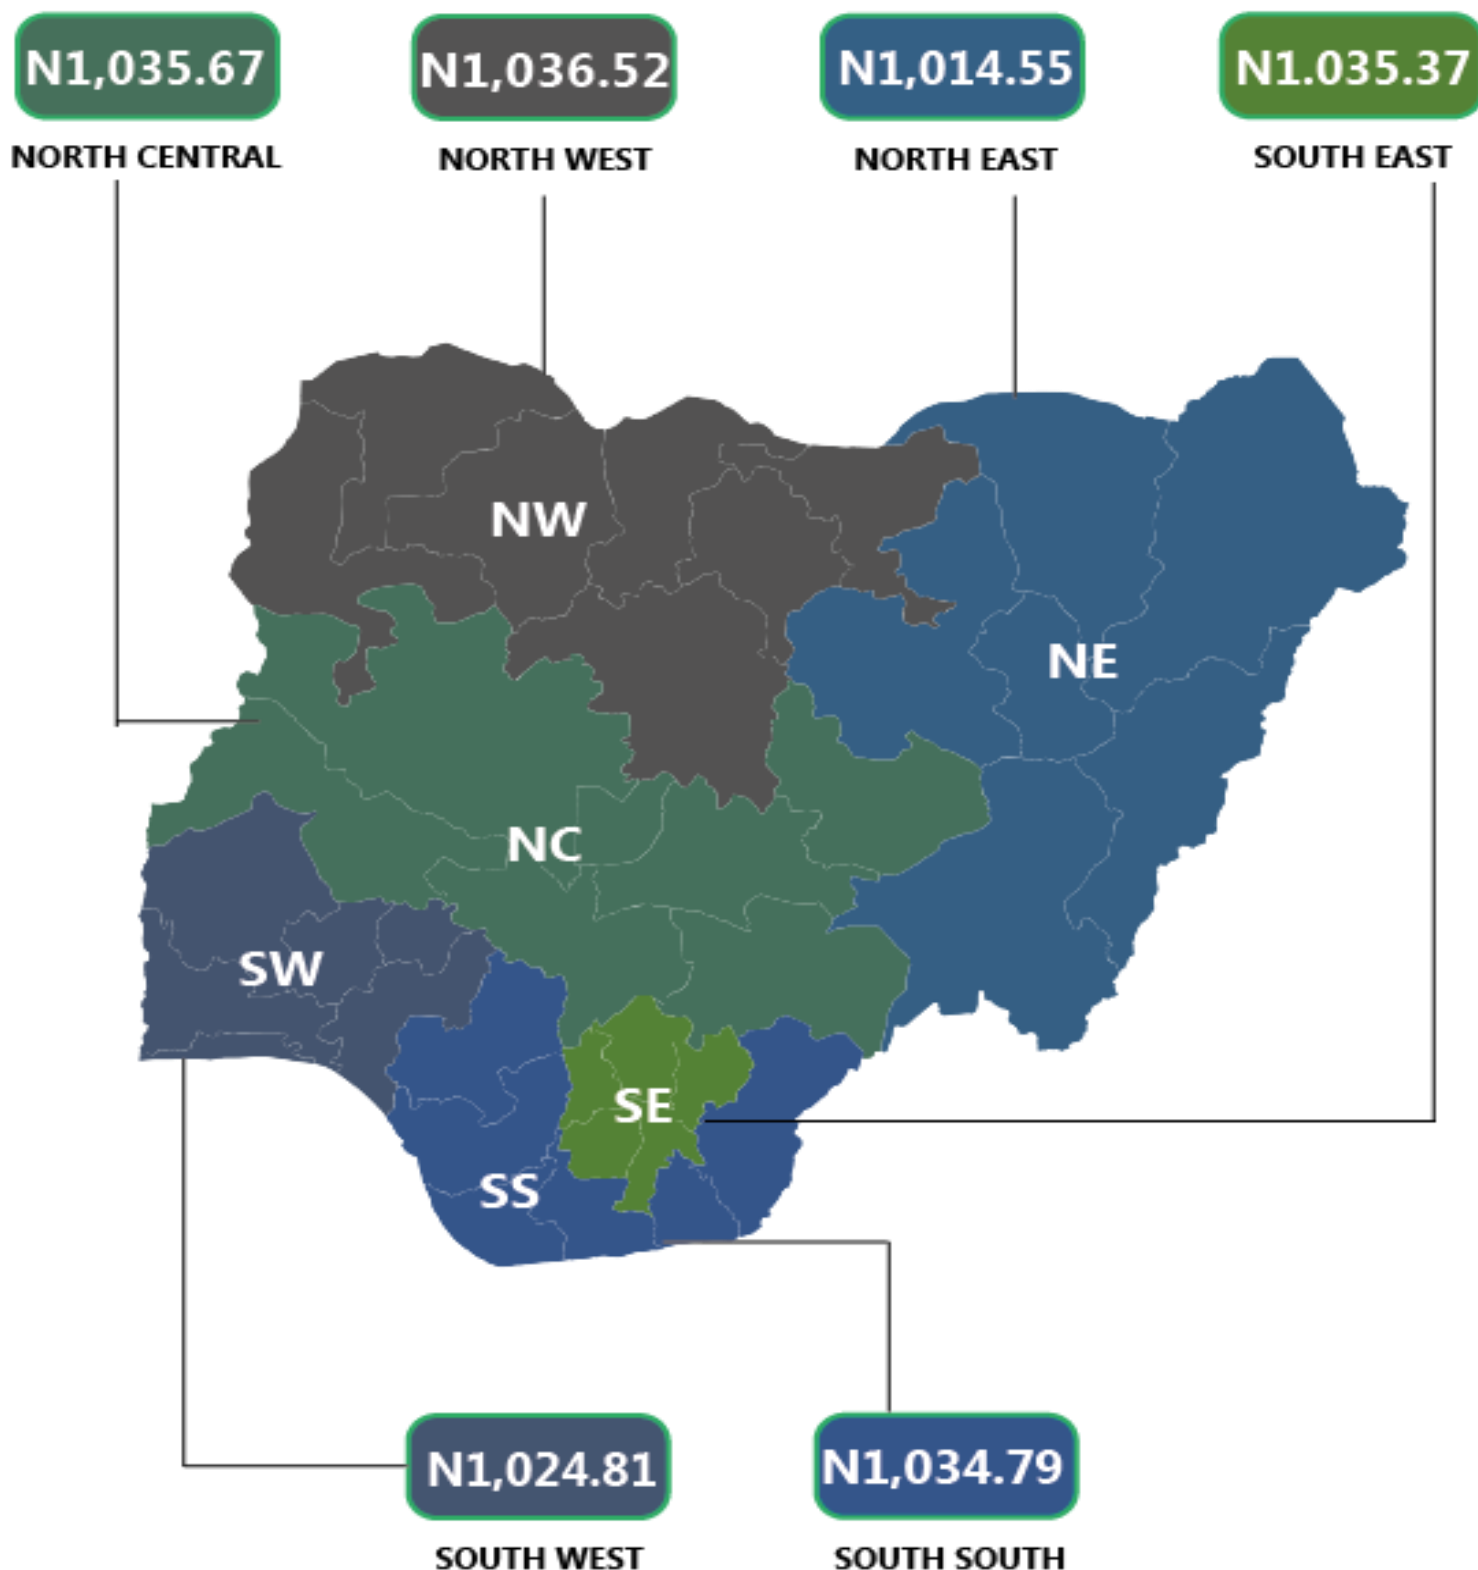 N1,035.67
NORTH CENTRAL
N1,036.52
NORTH WEST
N1,014.55
NORTH EAST
N1.035.37
SOUTH EAST
NW
NE
NC
SW
SE
SS
N1,024.81
SOUTH WEST
N1,034.79
SOUTH SOUTH